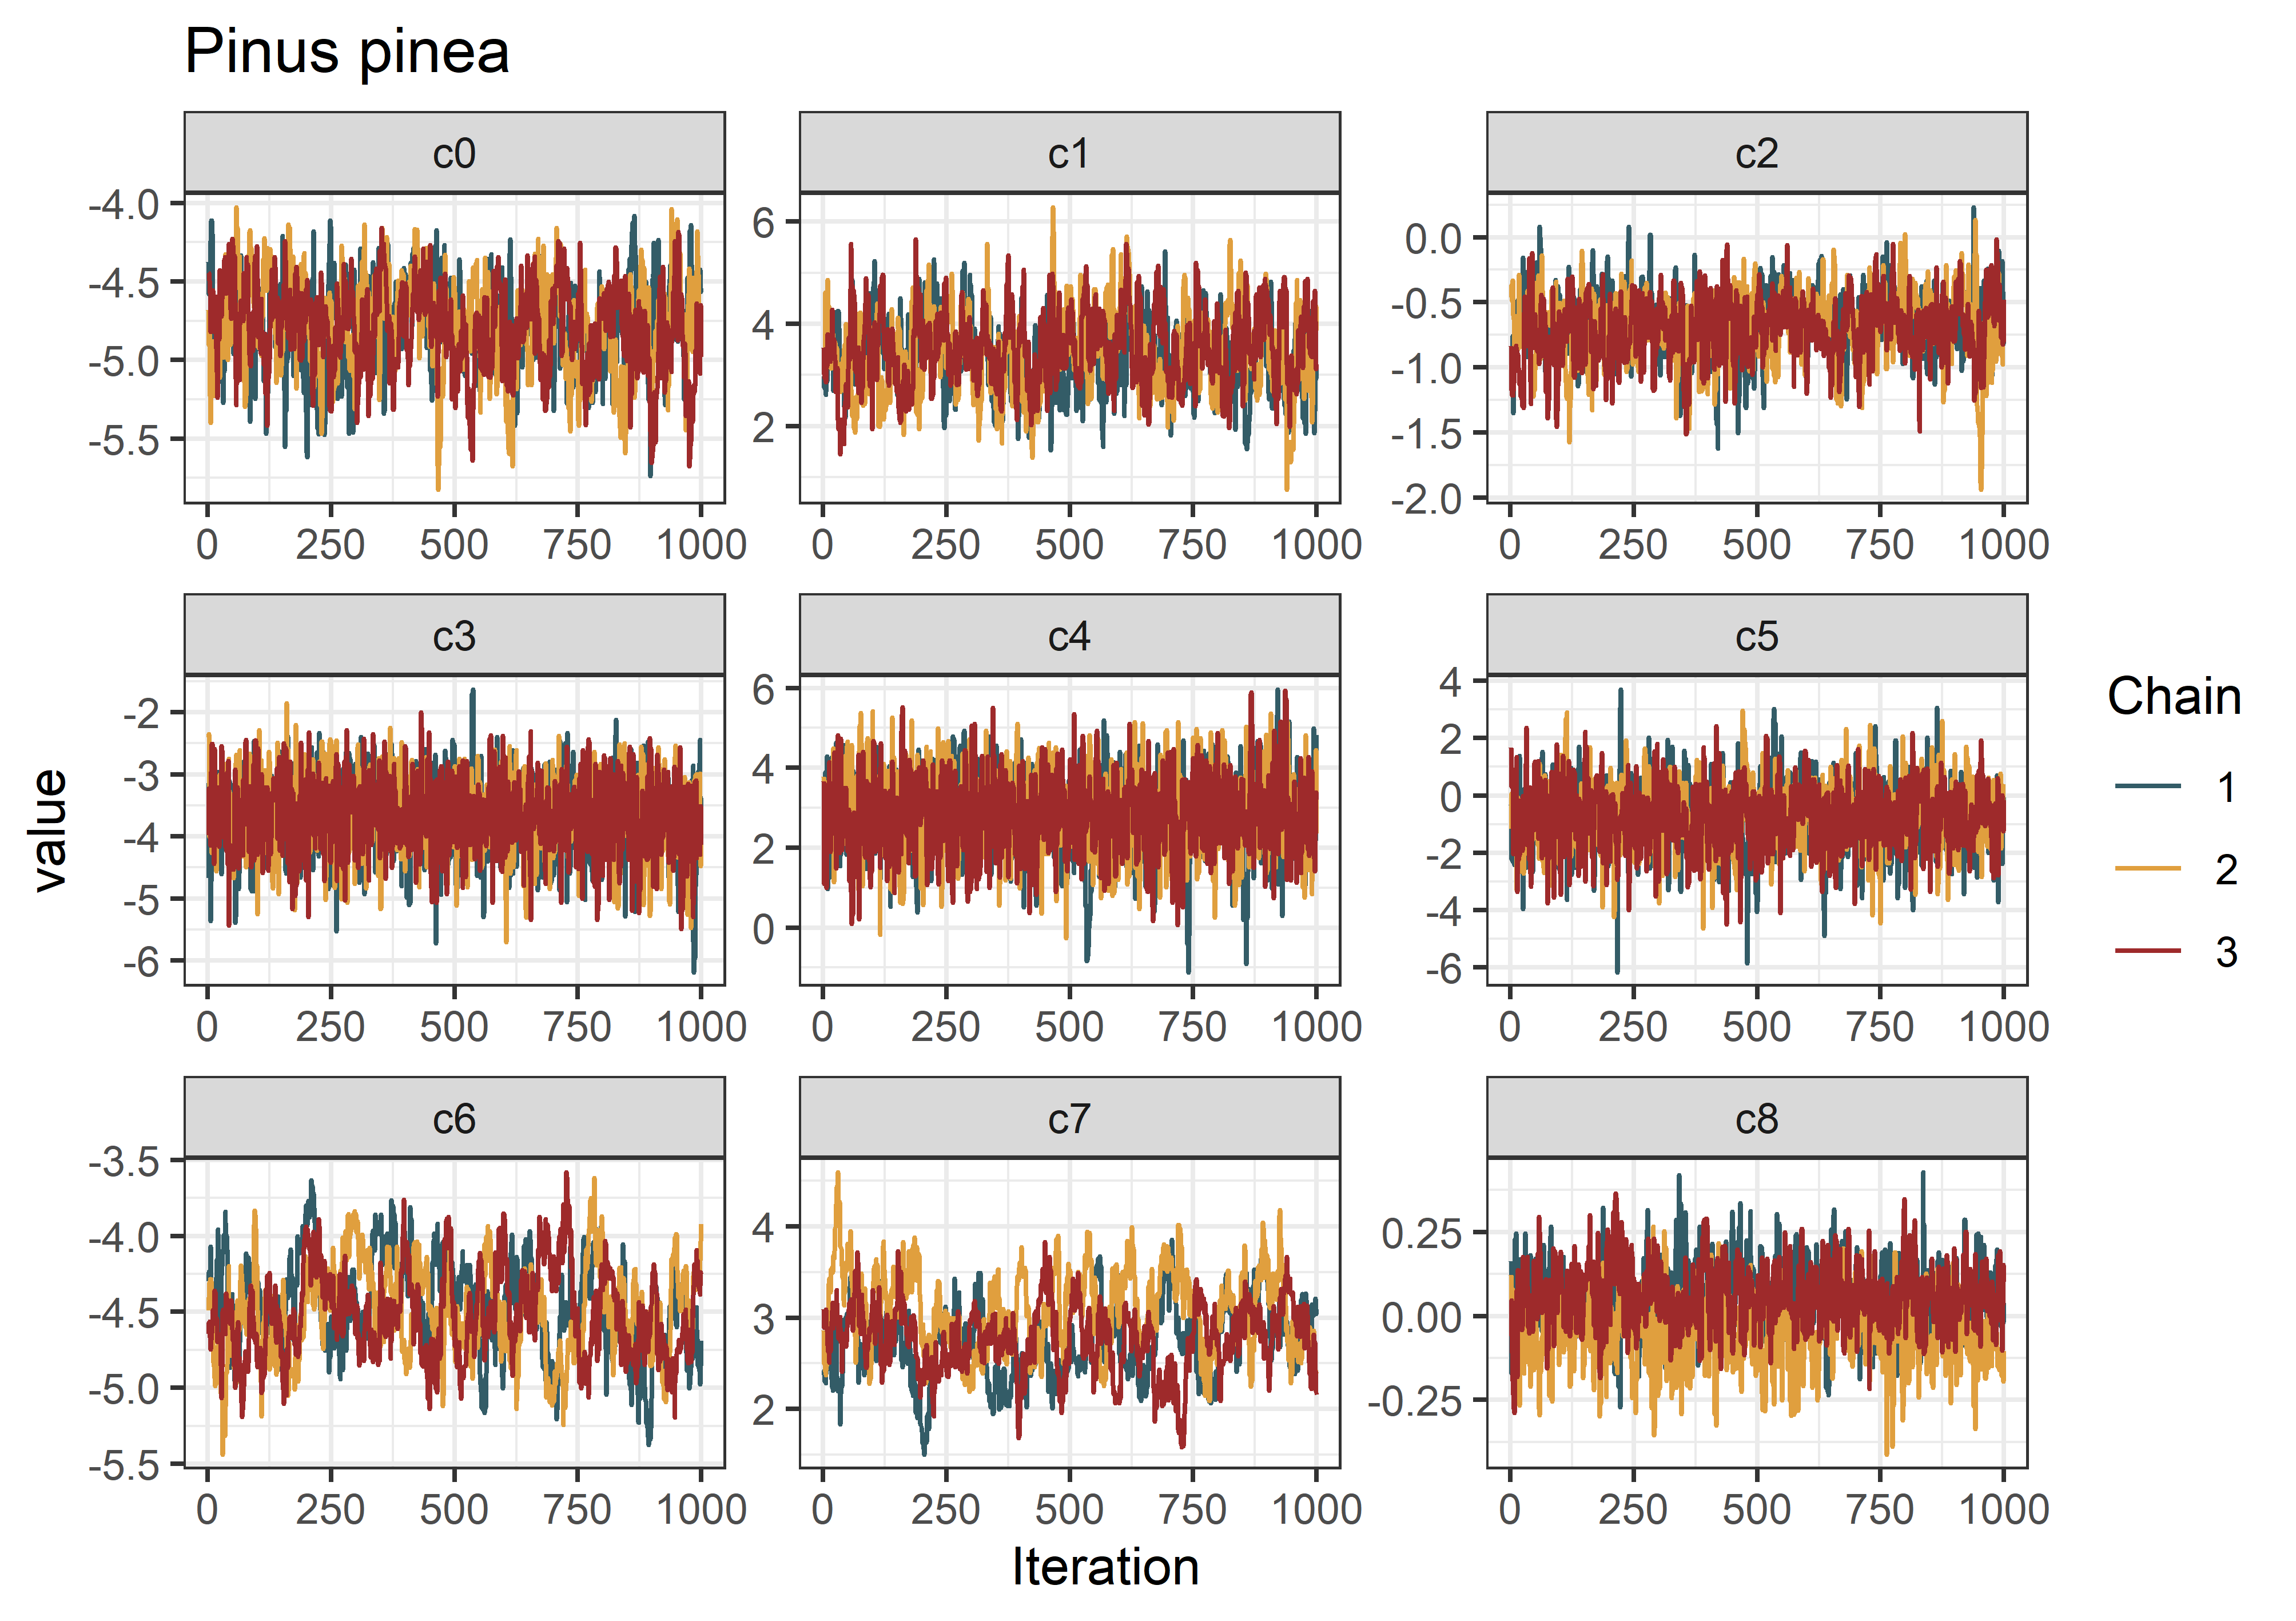 Pinus pinea
c0 c1 c2
-4.0 -4.5 -5.0 -5.5
6 4 2
0.0 -0.5 -1.0 -1.5 -2.0
0 250 500 750 1000 0 250 500 750 1000 0 250 500 750 1000
c3 c4 c5
-2 -3 -4 -5 -6
6 4 2 0
4 2 0 -2 -4 -6
0 250 500 750 1000 0 250 500 750 1000 0 250 500 750 1000
c6 c7 c8
-3.5 -4.0 -4.5 -5.0 -5.5
4 3 2
0.25 0.00 -0.25
0 250 500 750 1000 0 250 500 750 1000 0 250 500 750 1000
value
Iteration
Chain
1
2
3